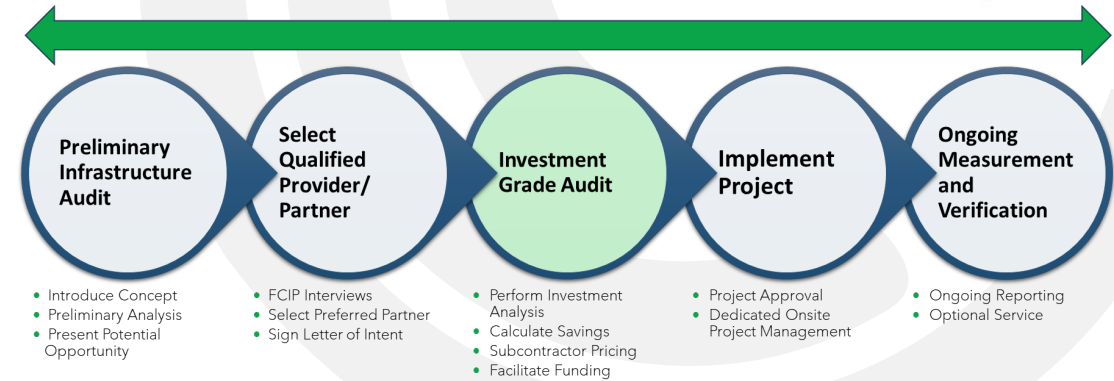 Preliminary
Infrastructure
Audit
Select
Qualified
Provider/
Partner
Investment
Grade Audit
Implement
Project
Ongoing
Measurement
and
Verification
• Introduce Concept
• Preliminary Analysis
• Present Potential
Opportunity
• FCIP Interviews
• Select Preferred Partner
• Sign Letter of Intent
• Perform Investment
Analysis
• Calculate Savings
• Subcontractor Pricing
• Facilitate Funding
• Project Approval
• Dedicated Onsite
Project Management
• Ongoing Reporting
• Optional Service